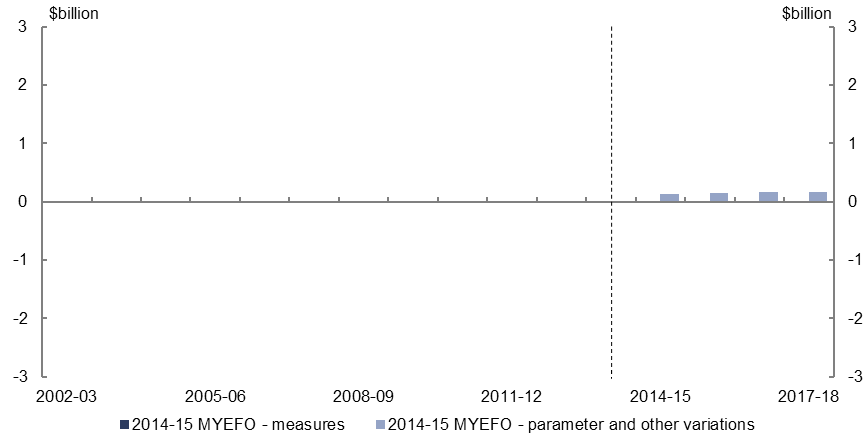 $billion $billion
3 3
2 2
1 1
0 0
-1 -1
-2 -2
-3 -3
2002-03 2005-06 2008-09 2011-12 2014-15 2017-18
2014-15 MYEFO - measures 2014-15 MYEFO - parameter and other variations